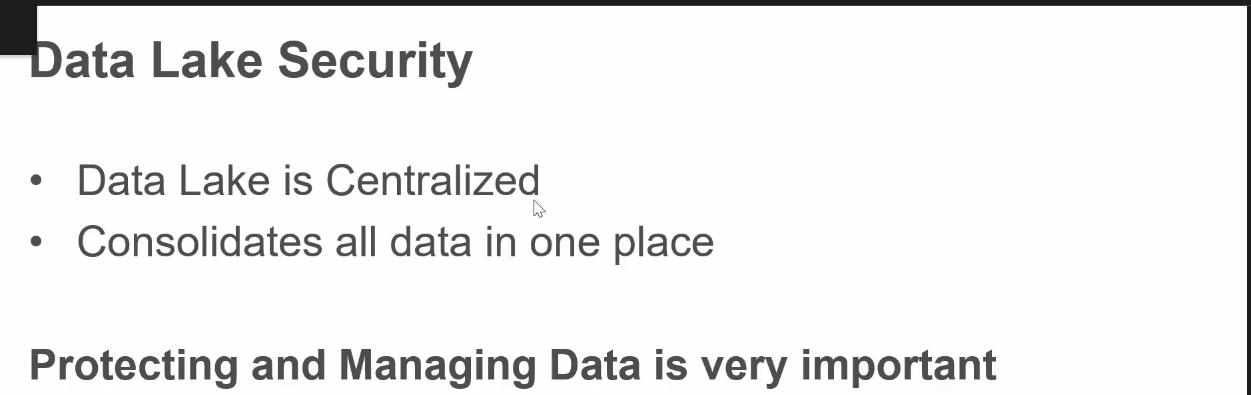 Data Lake Security
• Data Lake is Centralized
• Consolidates all data in one place
Protecting and Managing Data is very important